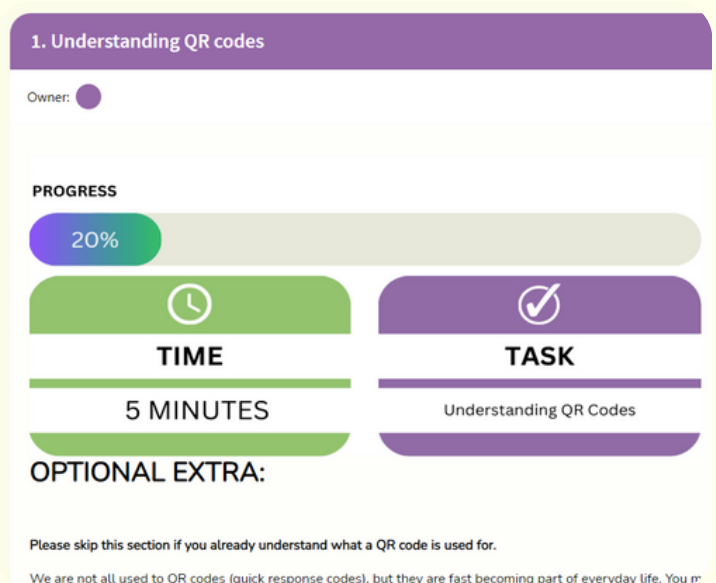 1. Understanding QR codes
Owner:
PROGRESS
20%
TIME
5 MINUTES
TASK
Understanding QR Codes
OPTIONAL EXTRA:
Please skip this section if you already understand what a QR code is used for.
We are not all used to QR codes (quick response codes), but they are fast becoming part of everyday life. You